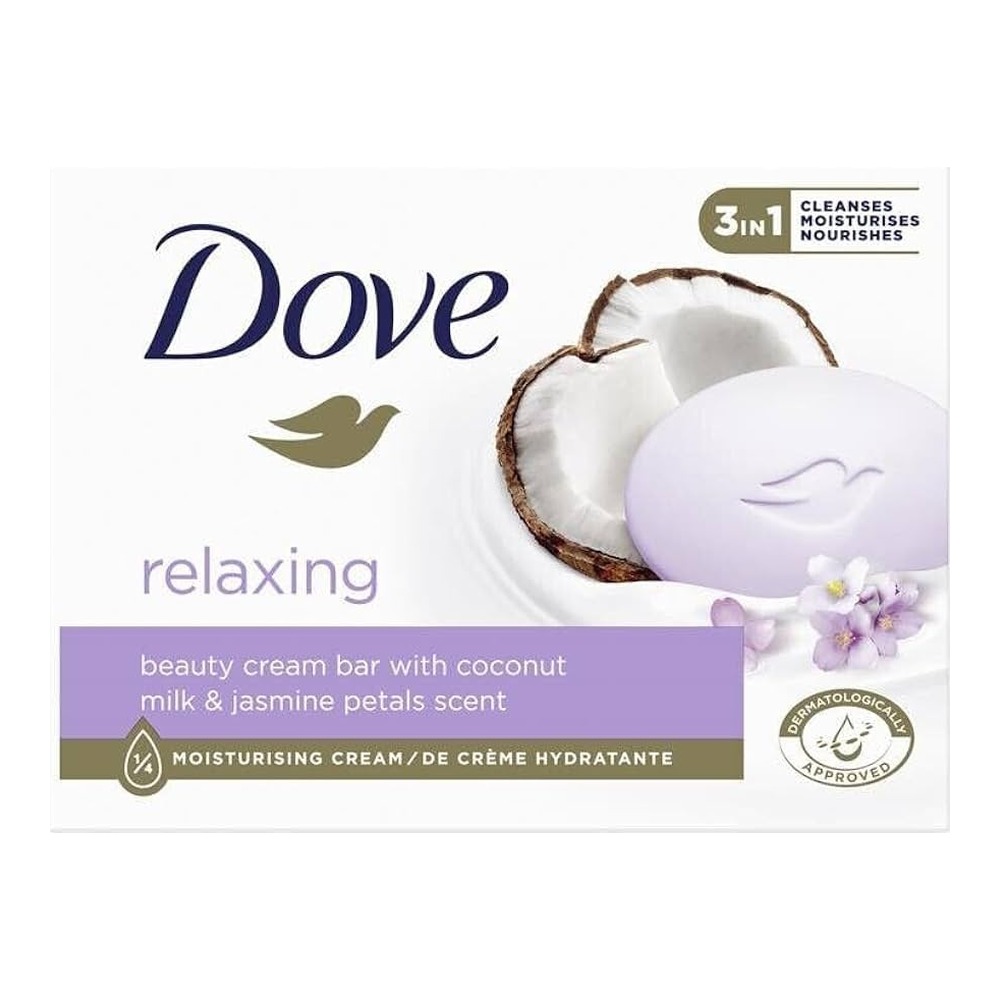 Dove
3IN1
CLEANSES
MOISTURISES
NOURISHES
relaxing
beauty cream bar with coconut
milk & jasmine petals scent
1/4 MOISTURISING CREAM/DE CRÈME HYDRATANTE
DERMATOLOGICALLY
APPROVED